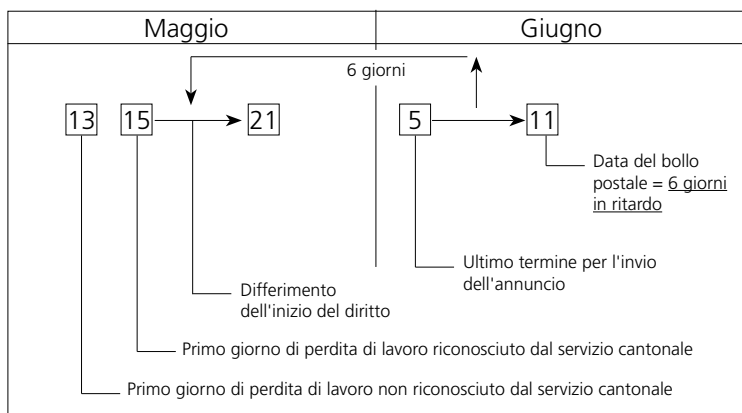 Maggio
Giugno
6 giorni
13
15
21
5
11
Data del bollo
postale = 6 giorni
in ritardo
Ultimo termine per l'invio
dell'annuncio
Differimento
dell'inizio del diritto
Primo giorno di perdita di lavoro riconosciuto dal servizio cantonale
Primo giorno di perdita di lavoro non riconosciuto dal servizio cantonale